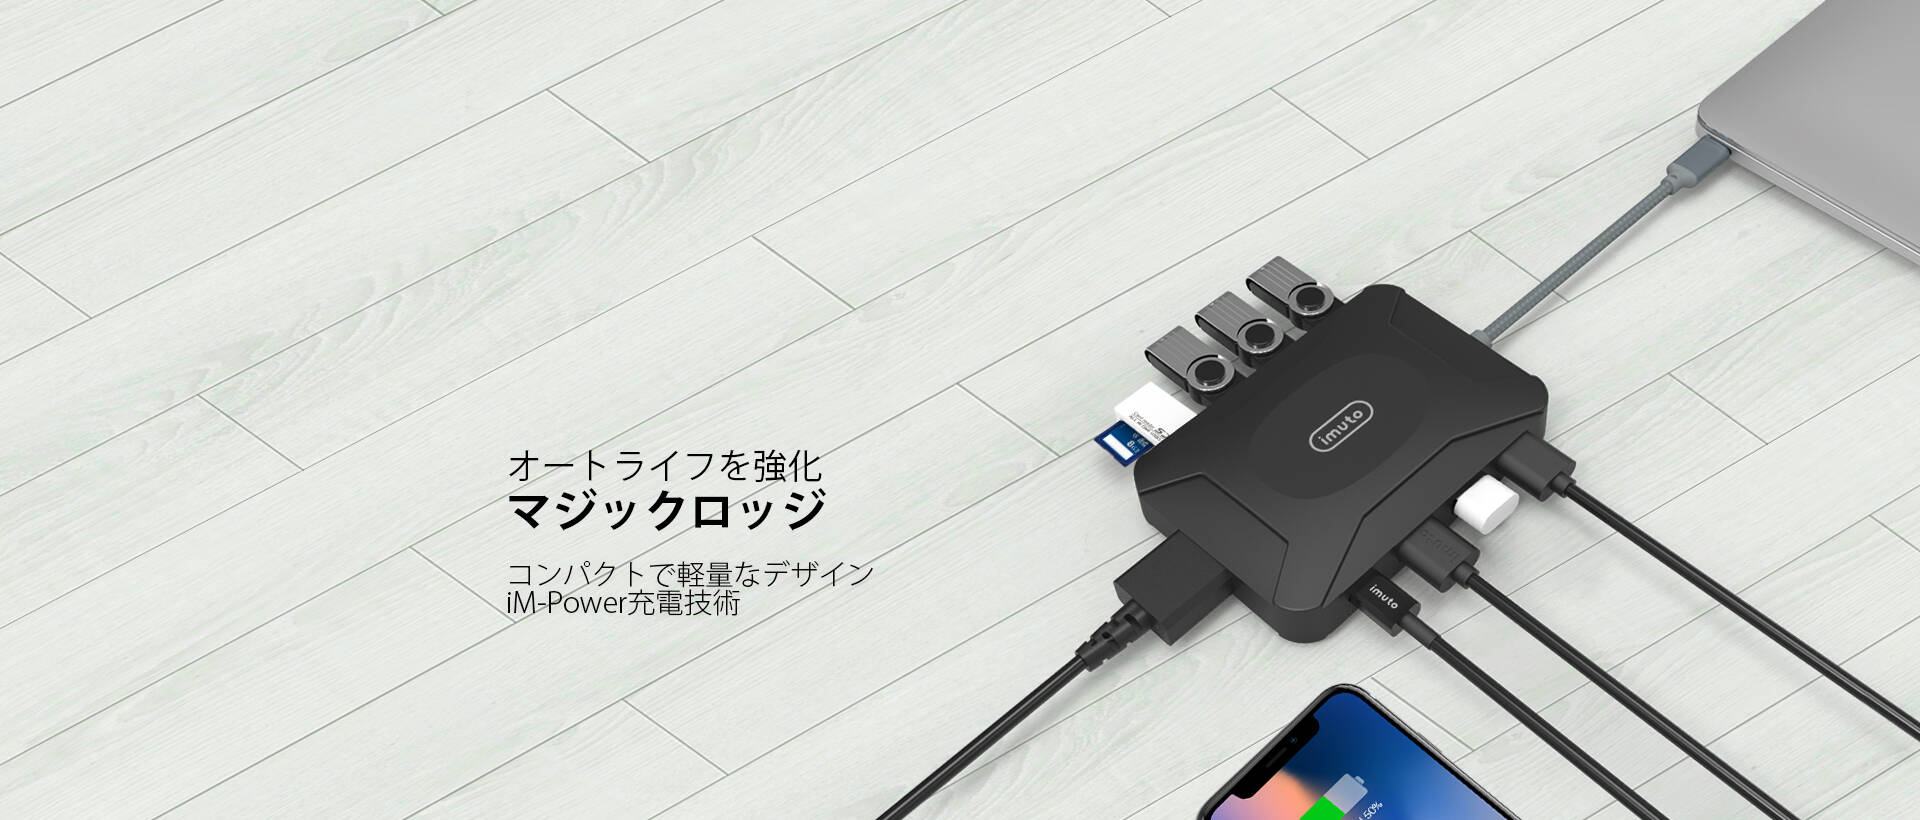 オートライフを強化
マジックロッジ
コンパクトで軽量なデザイン
iM-Power充電技術
imuto
imuto
50%